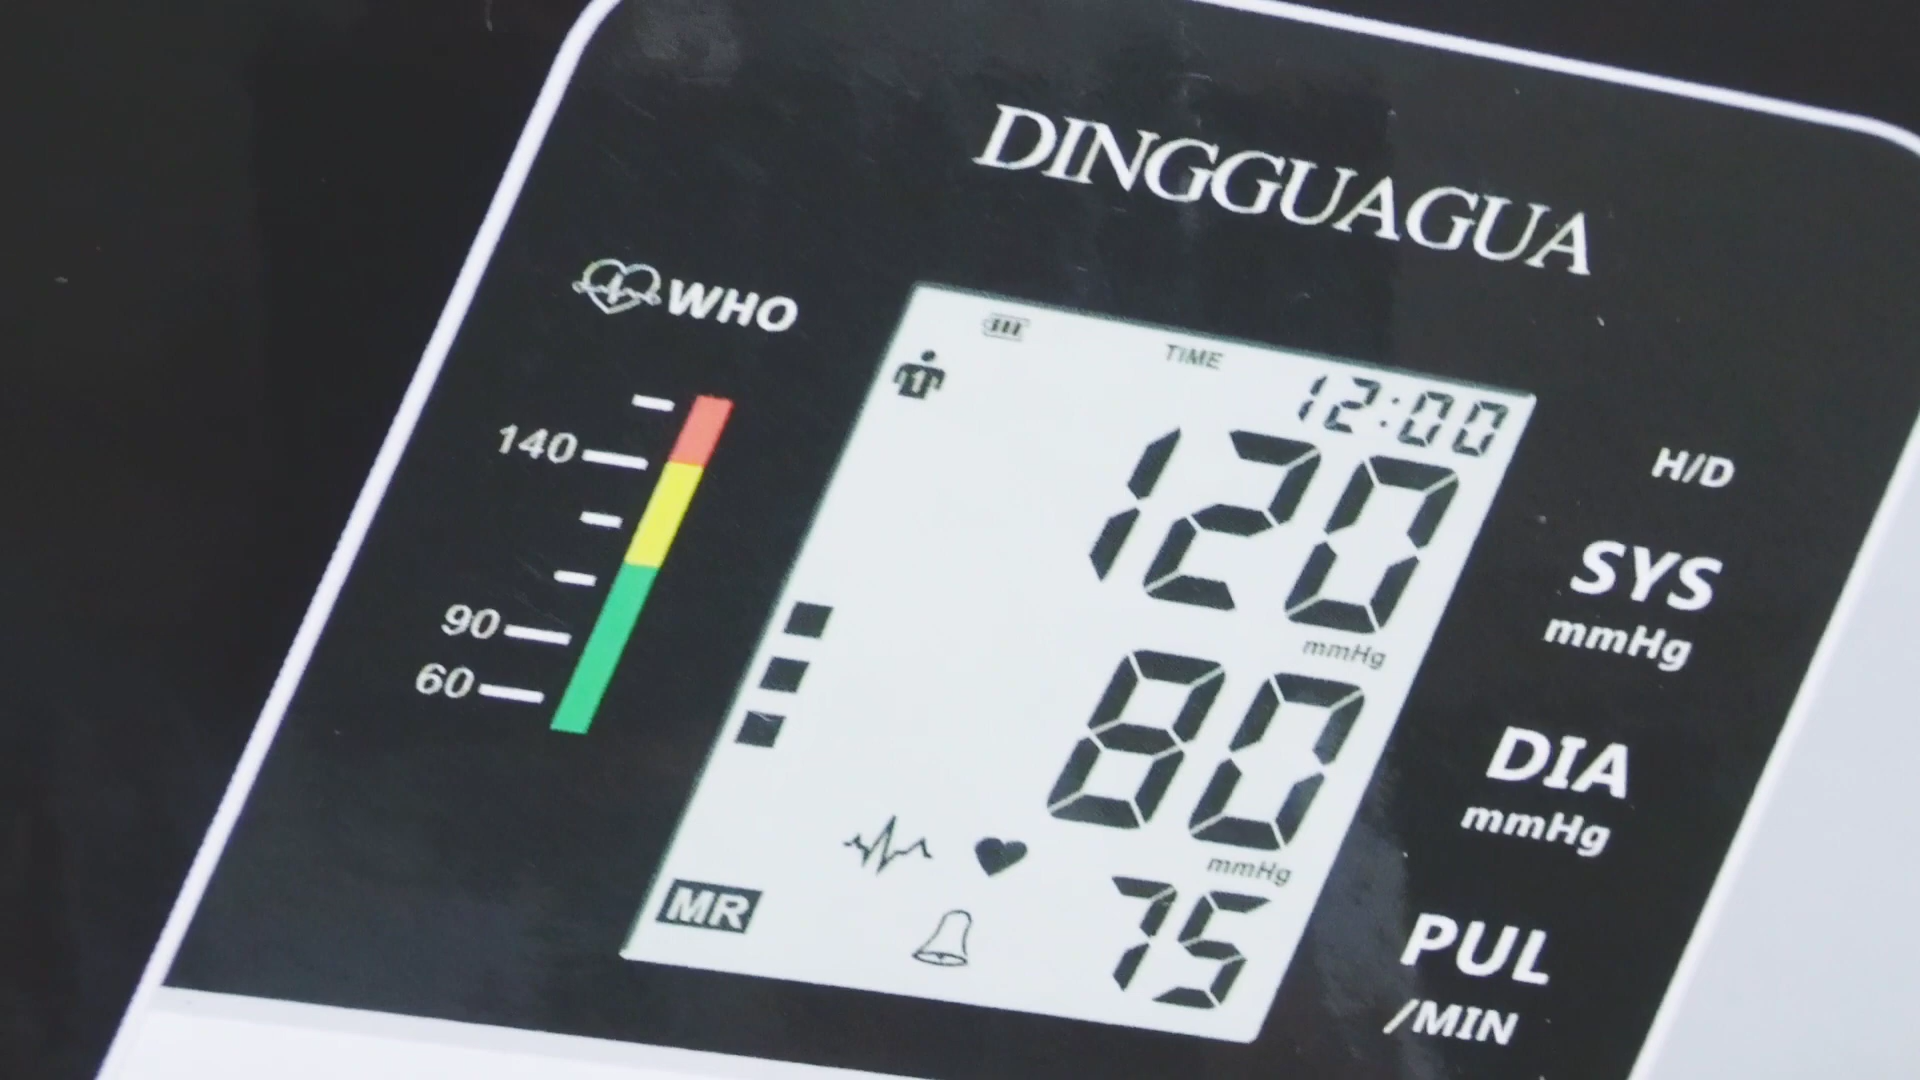 DINGGUAGUA
WHO
TIME
1
12:00
H/D
140
120
SYS
mmHg
mmHg
90
60
80
DIA
mmHg
mmHg
MR
75
PUL
/MIN